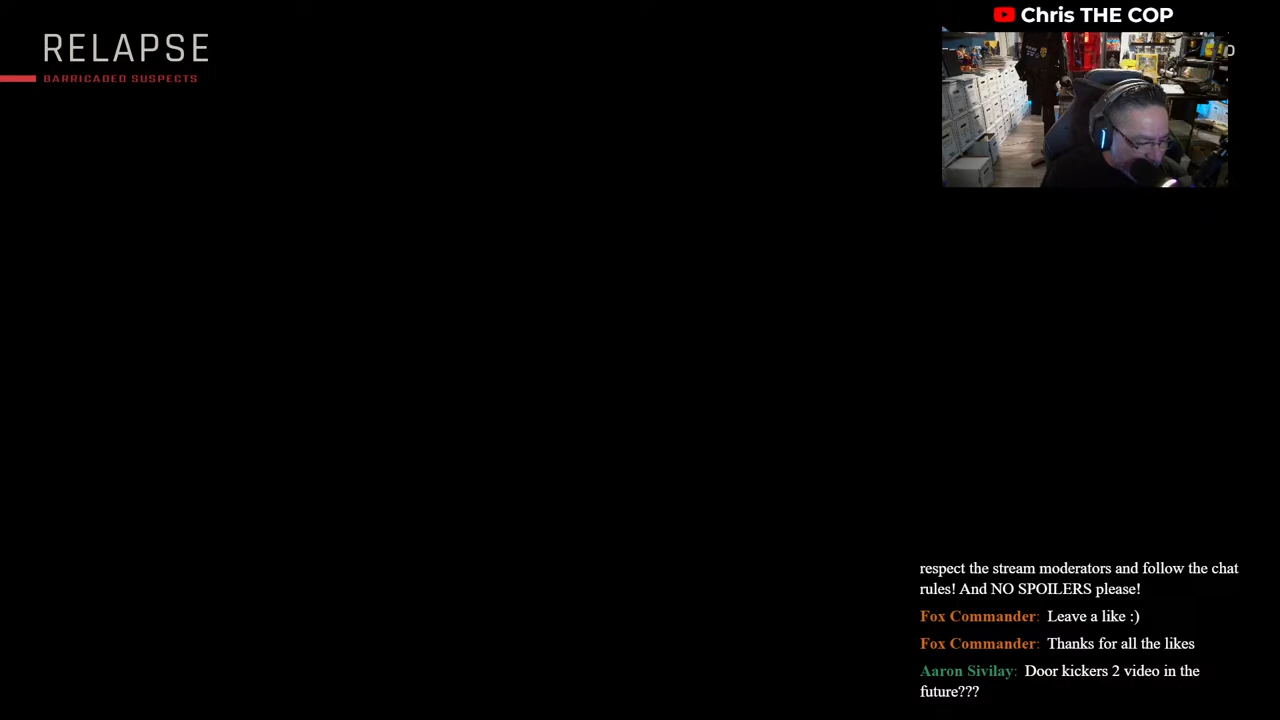 RELAPSE
BARRICADED SUSPECTS
Chris THE COP
respect the stream moderators and follow the chat
rules! And NO SPOILERS please!
Fox Commander: Leave a like :)
Fox Commander: Thanks for all the likes
Aaron Sivilay: Door kickers 2 video in the
future???